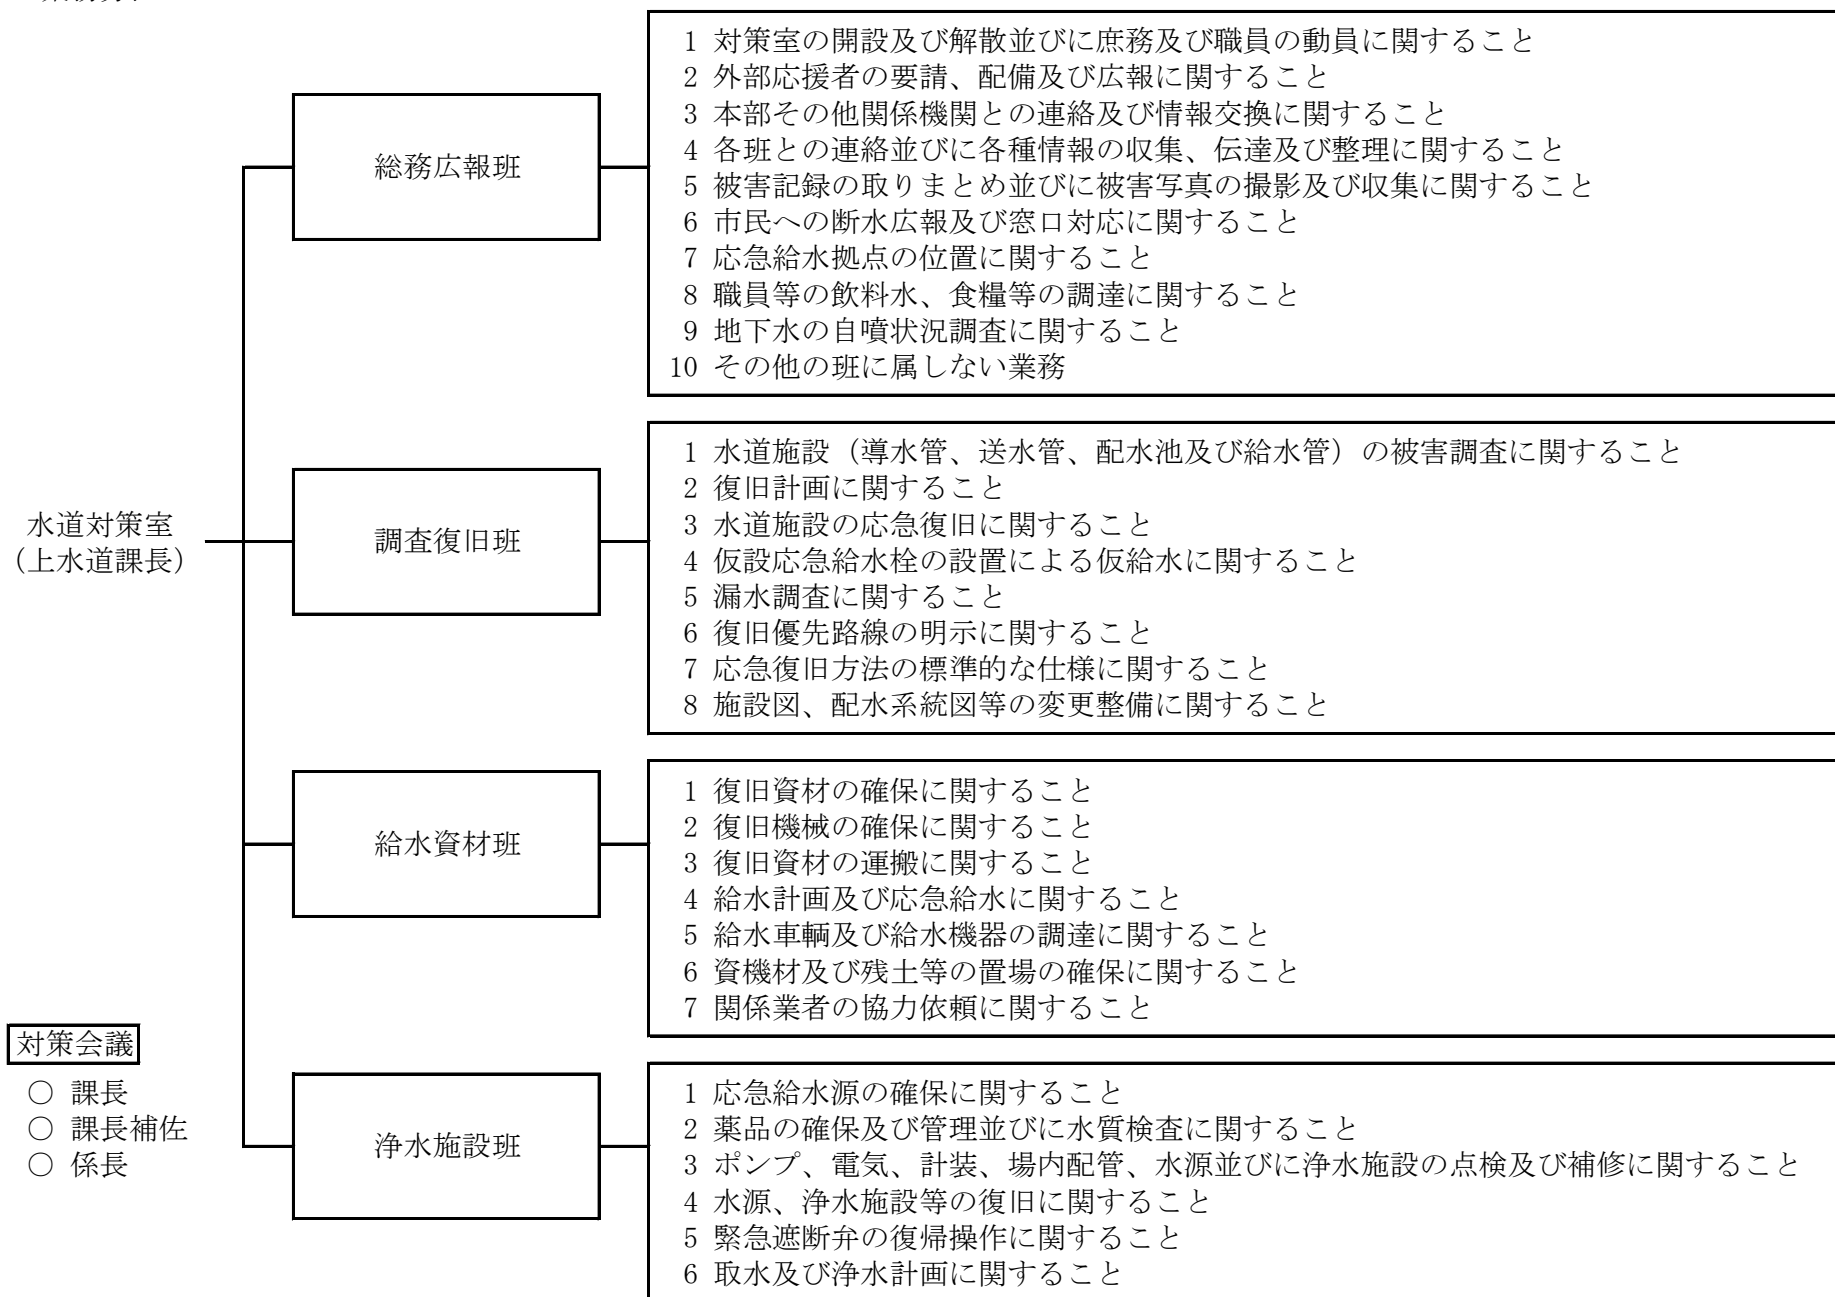 総務広報班
1 対策室の開設及び解散並びに庶務及び職員の動員に関すること
2 外部応援者の要請、配備及び広報に関すること
3 本部その他関係機関との連絡及び情報交換に関すること
4 各班との連絡並びに各種情報の収集、伝達及び整理に関すること
5 被害記録の取りまとめ並びに被害写真の撮影及び収集に関すること
6 市民への断水広報及び窓口対応に関すること
7 応急給水拠点の位置に関すること
8 職員等の飲料水、食糧等の調達に関すること
9 地下水の自噴状況調査に関すること
10 その他の班に属しない業務
水道対策室
(上水道課長)
調査復旧班
1 水道施設（導水管、送水管、配水池及び給水管）の被害調査に関すること
2 復旧計画に関すること
3 水道施設の応急復旧に関すること
4 仮設応急給水栓の設置による仮給水に関すること
5 漏水調査に関すること
6 復旧優先路線の明示に関すること
7 応急復旧方法の標準的な仕様に関すること
8 施設図、配水系統図等の変更整備に関すること
給水資材班
1 復旧資材の確保に関すること
2 復旧機械の確保に関すること
3 復旧資材の運搬に関すること
4 給水計画及び応急給水に関すること
5 給水車輌及び給水機器の調達に関すること
6 資機材及び残土等の置場の確保に関すること
7 関係業者の協力依頼に関すること
対策会議
○ 課長
○ 課長補佐
○ 係長
浄水施設班
1 応急給水源の確保に関すること
2 薬品の確保及び管理並びに水質検査に関すること
3 ポンプ、電気、計装、場内配管、水源並びに浄水施設の点検及び補修に関すること
4 水源、浄水施設等の復旧に関すること
5 緊急遮断弁の復帰操作に関すること
6 取水及び浄水計画に関すること